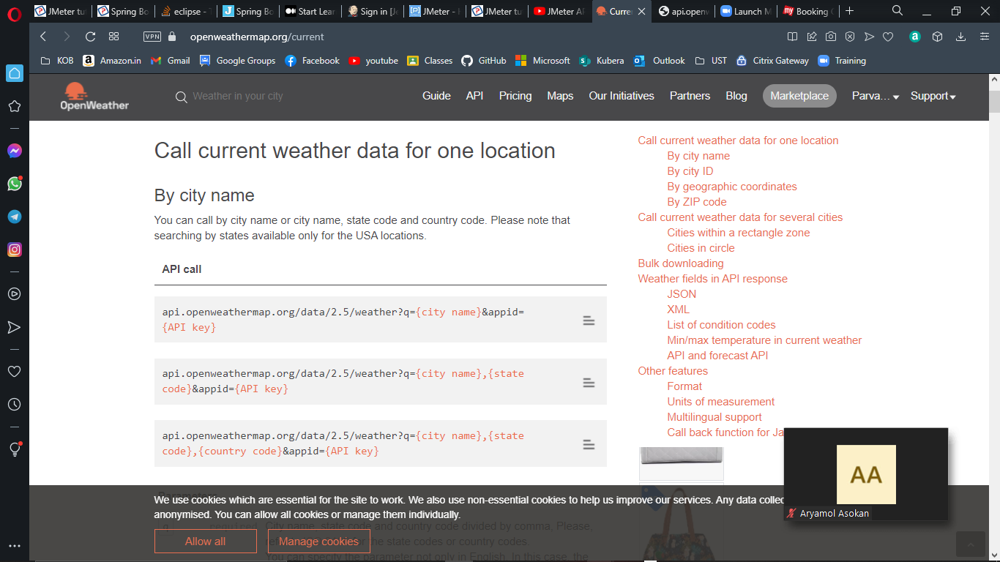 JMeter tut
Spring Bo
eclipse - T
Spring Bo
Start Lear
Sign in [Je
JMeter -
JMeter tu
JMeter AP
Curre
api.openw
Launch M
Booking C
VPN
openweathermap.org/current
KOB
Amazon.in
Gmail
Google Groups
Facebook
youtube
Classes
GitHub
Microsoft
Kubera
Outlook
UST
Citrix Gateway
Training
OpenWeather
Weather in your city
Guide
API
Pricing
Maps
Our Initiatives
Partners
Blog
Marketplace
Parva...
Support
Call current weather data for one location
By city name
You can call by city name or city name, state code and country code. Please note that
searching by states available only for the USA locations.
API call
api.openweathermap.org/data/2.5/weather?q={city name}&appid=
{API key}
api.openweathermap.org/data/2.5/weather?q={city name},{state
code}&appid={API key}
api.openweathermap.org/data/2.5/weather?q={city name},{state
code},{country code}&appid={API key}
Call current weather data for one location
By city name
By city ID
By geographic coordinates
By ZIP code
Call current weather data for several cities
Cities within a rectangle zone
Cities in circle
Bulk downloading
Weather fields in API response
JSON
XML
List of condition codes
Min/max temperature in current weather
API and forecast API
Other features
Format
Units of measurement
Multilingual support
Call back function for Ja
AA
Aryamol Asokan
Parameters
We use cookies which are essential for the site to work. We also use non-essential cookies to help us improve our services. Any data collec
anonymised. You can allow all cookies or manage them individually.
q required City name, state code and country code divided by comma, Please,
for the state codes or country codes.
You can specify the parameter not only in English. In this case, the
Allow all
Manage cookies